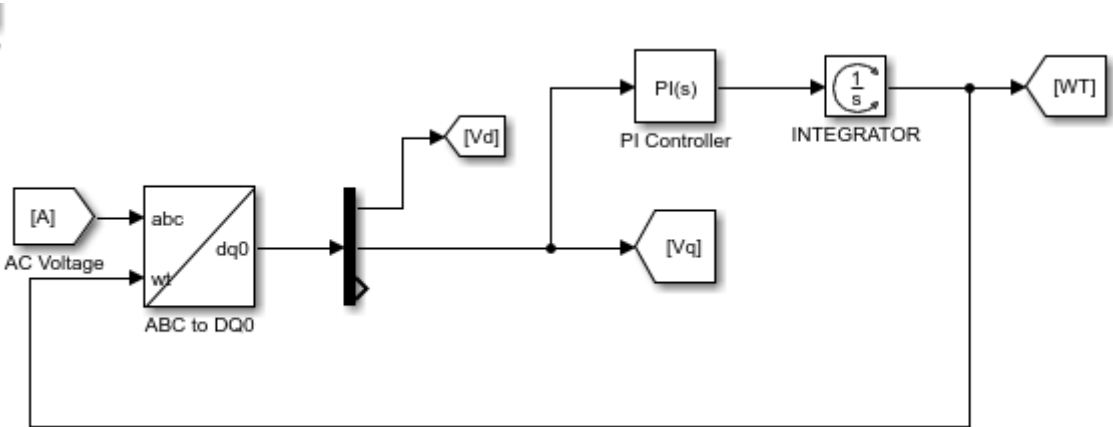 PI(s)
1
s
[WT]
PI Controller
INTEGRATOR
[Vd]
[A]
abc
dq0
wt
AC Voltage
ABC to DQ0
[Vq]